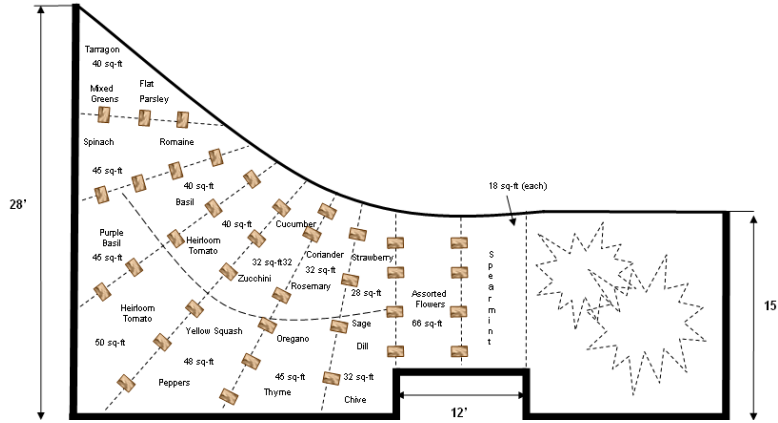 Tarragon
40 sq-ft
Mixed
Greens
Flat
Parsley
Spinach
Romaine
45 sq-ft
40 sq-ft
18 sq-ft (each)
Basil
28'
40 sq-ft
Cucumber
Purple
Basil
45 sq-ft
Heirloom
Tomato
Coriander
Strawberry
32 sq-ft32
32 sq-ft
Zucchini
Rosemary
28 sq-ft
Assorted
Flowers
66 sq-ft
Spearmint
15
Heirloom
Tomato
50 sq-ft
Yellow Squash
Oregano
Sage
Dill
48 sq-ft
Peppers
45 sq-ft
Thyme
32 sq-ft
Chive
12'